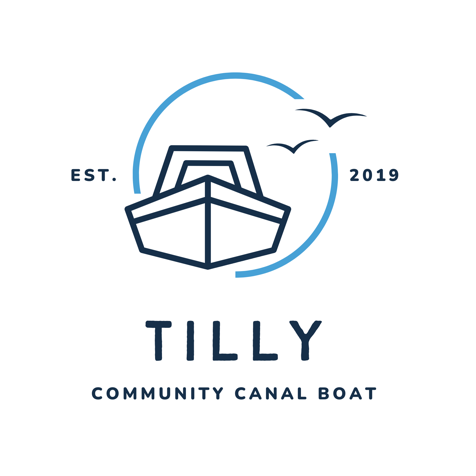 EST. 2019
TILLY
COMMUNITY CANAL BOAT